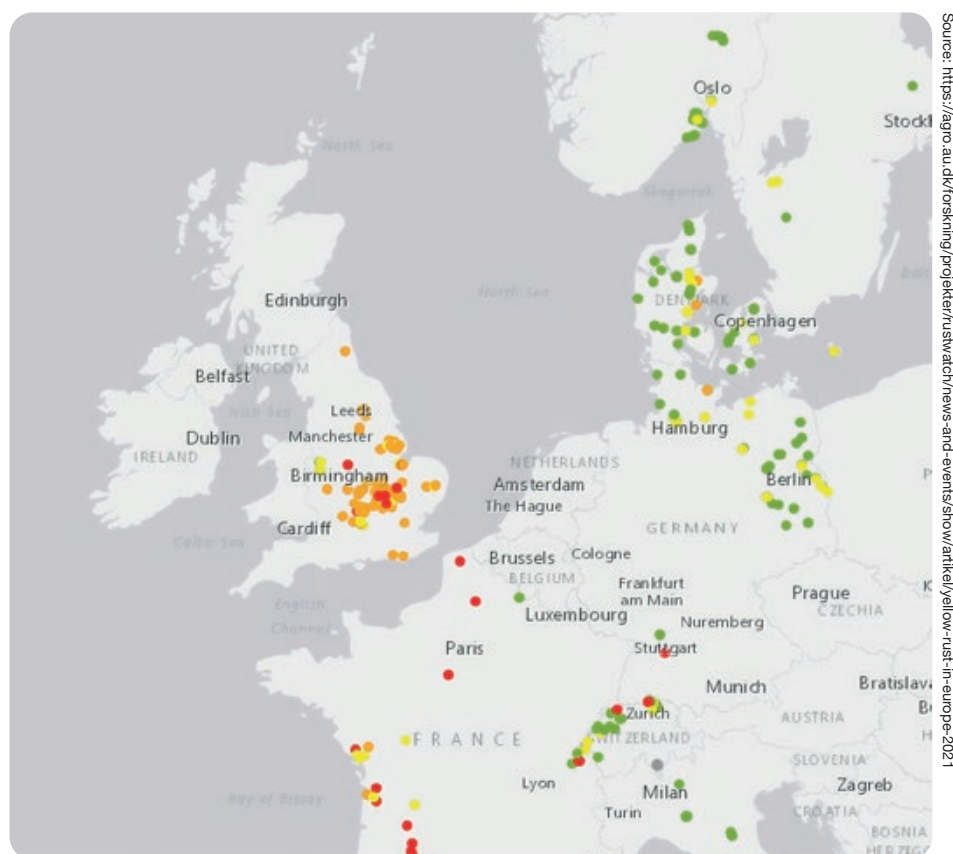 Oslo
Stock
North Sea
Skagerrak
Edinburgh
North Sea
DENMARK
Copenhagen
UNITED
KINGDOM
Belfast
Irish Sea
Leeds
Dublin
Manchester
Hamburg
IRELAND
NETHERLANDS
Birmingham
Amsterdam
Berlin
The Hague
Cardiff
GERMANY
Celtic Sea
Brussels
Cologne
BELGIUM
Frankfurt
am Main
Prague
CZECHIA
English
Channel
Luxembourg
Nuremberg
Paris
Stuttgart
Munich
Bratislava
Zurich
AUSTRIA
FRANCE
SWITZERLAND
SLOVENIA
Lyon
Milan
Zagreb
Bay of Biscay
Turin
CROATIA
BOSNIA
HERZEG
Source: https://agro.au.dk/forskning/projekter/rustwatch/news-and-events/show/artikel/yellow-rust-in-europe-2021